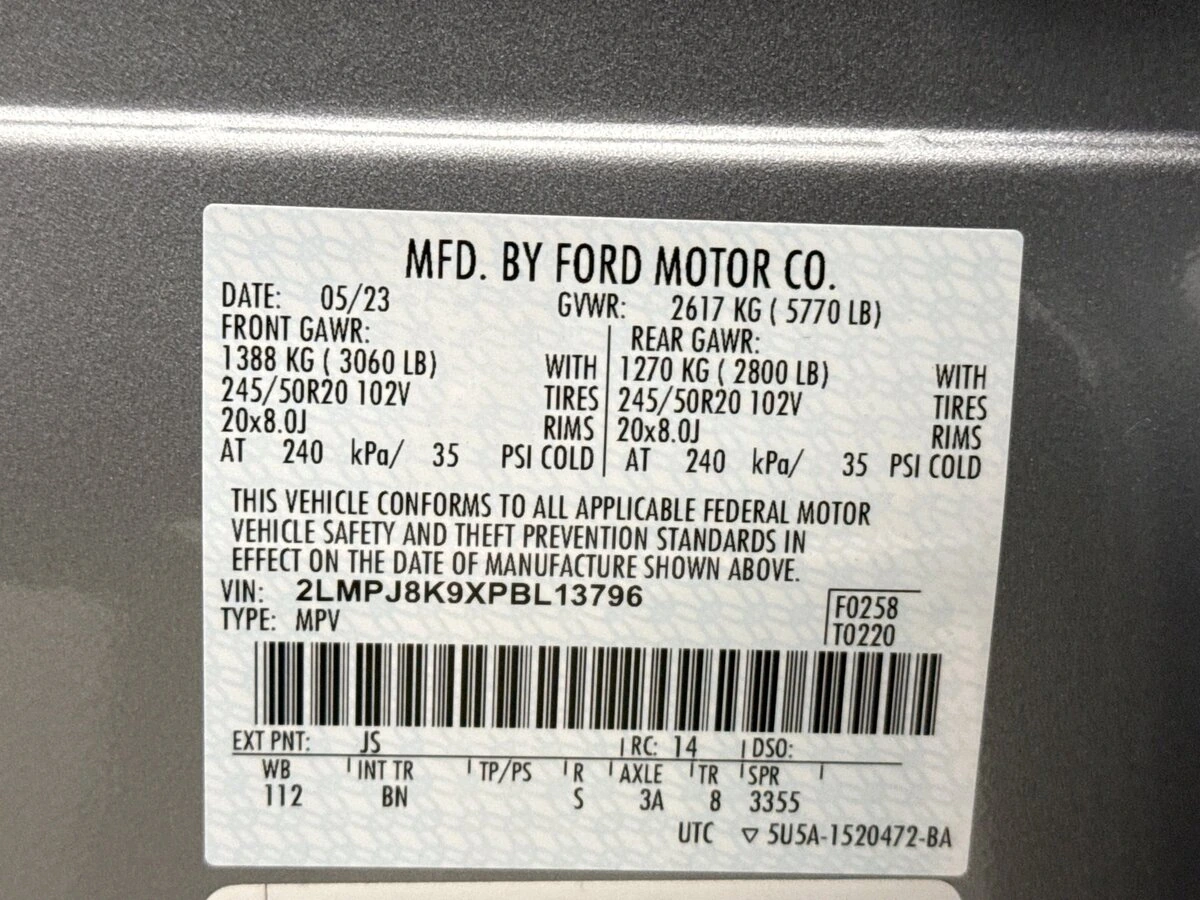 MFD. BY FORD MOTOR CO.
DATE: 05/23 GVWR: 2617 KG ( 5770 LB)
FRONT GAWR: REAR GAWR:
1388 KG ( 3060 LB) WITH 1270 KG ( 2800 LB) WITH
245/50R20 102V TIRES 245/50R20 102V TIRES
20x8.0J RIMS 20x8.0J RIMS
AT 240 kPa/ 35 PSI COLD AT 240 kPa/ 35 PSI COLD
THIS VEHICLE CONFORMS TO ALL APPLICABLE FEDERAL MOTOR
VEHICLE SAFETY AND THEFT PREVENTION STANDARDS IN
EFFECT ON THE DATE OF MANUFACTURE SHOWN ABOVE.
VIN: 2LMPJ8K9XPBL13796 F0258
TYPE: MPV T0220
EXT PNT: JS RC: 14 DSO:
WB INT TR TP/PS R AXLE TR SPR
112 BN S 3A 8 3355
UTC ▽ 5U5A-1520472-BA